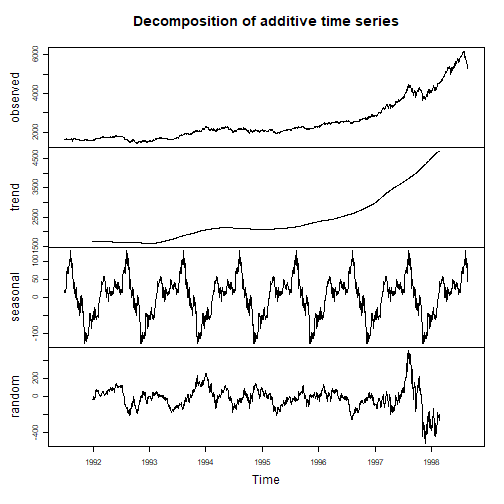 Decomposition of additive time series
observed
2000 4000 6000
trend
1500 2500 3500 4500
seasonal
-100 0 50 100
random
-400 0 200
1992 1993 1994 1995 1996 1997 1998
Time